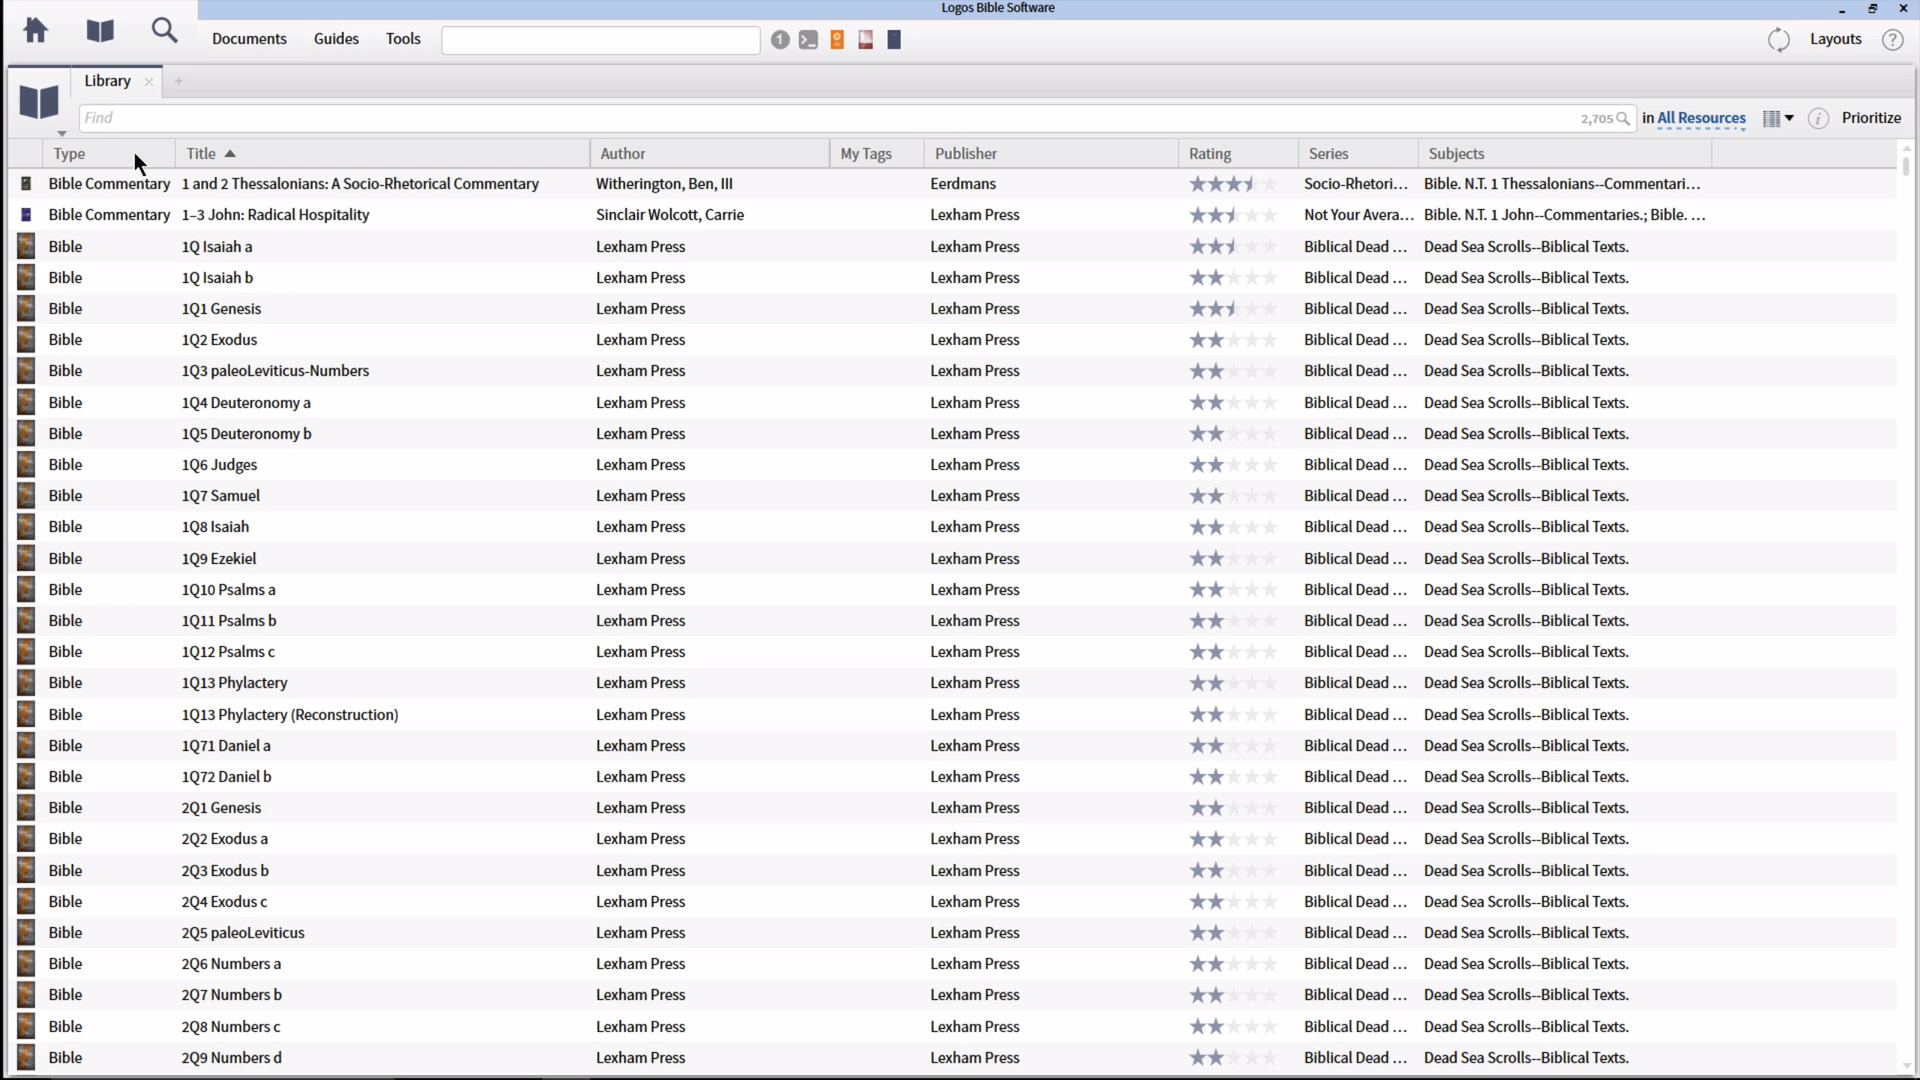 Logos Bible Software
Documents Guides Tools 1 Layouts ?
Library × +
Find 2,705 in All Resources i Prioritize
Type Title Author My Tags Publisher Rating Series Subjects
Bible Commentary 1 and 2 Thessalonians: A Socio-Rhetorical Commentary Witherington, Ben, III Eerdmans Socio-Rhetori... Bible. N.T. 1 Thessalonians--Commentari...
Bible Commentary 1–3 John: Radical Hospitality Sinclair Wolcott, Carrie Lexham Press Not Your Avera... Bible. N.T. 1 John--Commentaries.; Bible. ...
Bible 1Q Isaiah a Lexham Press Lexham Press Biblical Dead ... Dead Sea Scrolls--Biblical Texts.
Bible 1Q Isaiah b Lexham Press Lexham Press Biblical Dead ... Dead Sea Scrolls--Biblical Texts.
Bible 1Q1 Genesis Lexham Press Lexham Press Biblical Dead ... Dead Sea Scrolls--Biblical Texts.
Bible 1Q2 Exodus Lexham Press Lexham Press Biblical Dead ... Dead Sea Scrolls--Biblical Texts.
Bible 1Q3 paleoLeviticus-Numbers Lexham Press Lexham Press Biblical Dead ... Dead Sea Scrolls--Biblical Texts.
Bible 1Q4 Deuteronomy a Lexham Press Lexham Press Biblical Dead ... Dead Sea Scrolls--Biblical Texts.
Bible 1Q5 Deuteronomy b Lexham Press Lexham Press Biblical Dead ... Dead Sea Scrolls--Biblical Texts.
Bible 1Q6 Judges Lexham Press Lexham Press Biblical Dead ... Dead Sea Scrolls--Biblical Texts.
Bible 1Q7 Samuel Lexham Press Lexham Press Biblical Dead ... Dead Sea Scrolls--Biblical Texts.
Bible 1Q8 Isaiah Lexham Press Lexham Press Biblical Dead ... Dead Sea Scrolls--Biblical Texts.
Bible 1Q9 Ezekiel Lexham Press Lexham Press Biblical Dead ... Dead Sea Scrolls--Biblical Texts.
Bible 1Q10 Psalms a Lexham Press Lexham Press Biblical Dead ... Dead Sea Scrolls--Biblical Texts.
Bible 1Q11 Psalms b Lexham Press Lexham Press Biblical Dead ... Dead Sea Scrolls--Biblical Texts.
Bible 1Q12 Psalms c Lexham Press Lexham Press Biblical Dead ... Dead Sea Scrolls--Biblical Texts.
Bible 1Q13 Phylactery Lexham Press Lexham Press Biblical Dead ... Dead Sea Scrolls--Biblical Texts.
Bible 1Q13 Phylactery (Reconstruction) Lexham Press Lexham Press Biblical Dead ... Dead Sea Scrolls--Biblical Texts.
Bible 1Q71 Daniel a Lexham Press Lexham Press Biblical Dead ... Dead Sea Scrolls--Biblical Texts.
Bible 1Q72 Daniel b Lexham Press Lexham Press Biblical Dead ... Dead Sea Scrolls--Biblical Texts.
Bible 2Q1 Genesis Lexham Press Lexham Press Biblical Dead ... Dead Sea Scrolls--Biblical Texts.
Bible 2Q2 Exodus a Lexham Press Lexham Press Biblical Dead ... Dead Sea Scrolls--Biblical Texts.
Bible 2Q3 Exodus b Lexham Press Lexham Press Biblical Dead ... Dead Sea Scrolls--Biblical Texts.
Bible 2Q4 Exodus c Lexham Press Lexham Press Biblical Dead ... Dead Sea Scrolls--Biblical Texts.
Bible 2Q5 paleoLeviticus Lexham Press Lexham Press Biblical Dead ... Dead Sea Scrolls--Biblical Texts.
Bible 2Q6 Numbers a Lexham Press Lexham Press Biblical Dead ... Dead Sea Scrolls--Biblical Texts.
Bible 2Q7 Numbers b Lexham Press Lexham Press Biblical Dead ... Dead Sea Scrolls--Biblical Texts.
Bible 2Q8 Numbers c Lexham Press Lexham Press Biblical Dead ... Dead Sea Scrolls--Biblical Texts.
Bible 2Q9 Numbers d Lexham Press Lexham Press Biblical Dead ... Dead Sea Scrolls--Biblical Texts.